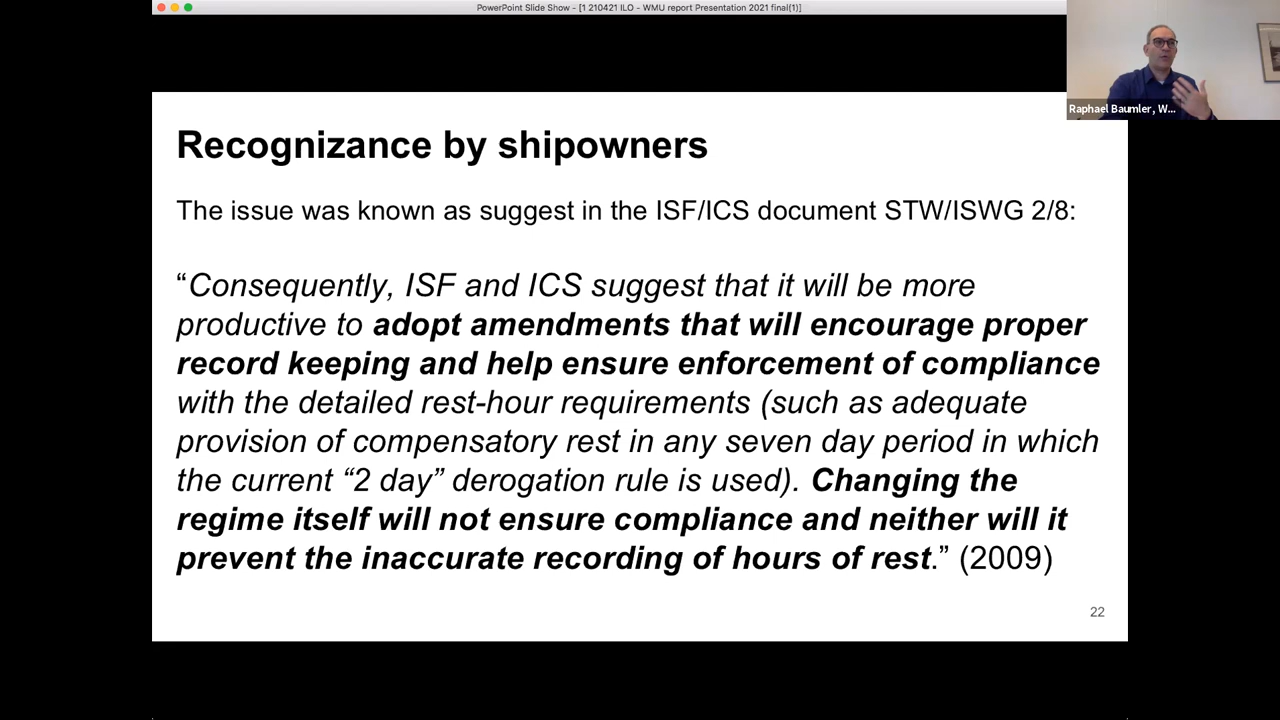 PowerPoint Slide Show - [1 210421 ILO - WMU report Presentation 2021 final(1)]
Raphael Baumler, W...
Recognizance by shipowners
The issue was known as suggest in the ISF/ICS document STW/ISWG 2/8:
“Consequently, ISF and ICS suggest that it will be more
productive to adopt amendments that will encourage proper
record keeping and help ensure enforcement of compliance
with the detailed rest-hour requirements (such as adequate
provision of compensatory rest in any seven day period in which
the current “2 day” derogation rule is used). Changing the
regime itself will not ensure compliance and neither will it
prevent the inaccurate recording of hours of rest.” (2009)
22